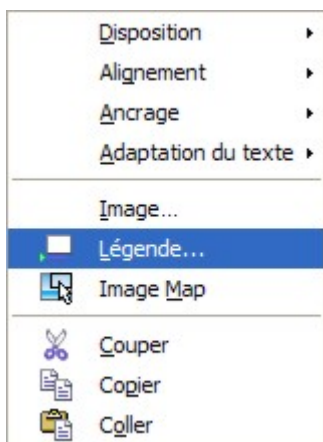 Disposition
Alignement
Ancrage
Adaptation du texte
Image...
Légende...
Image Map
Couper
Copier
Coller